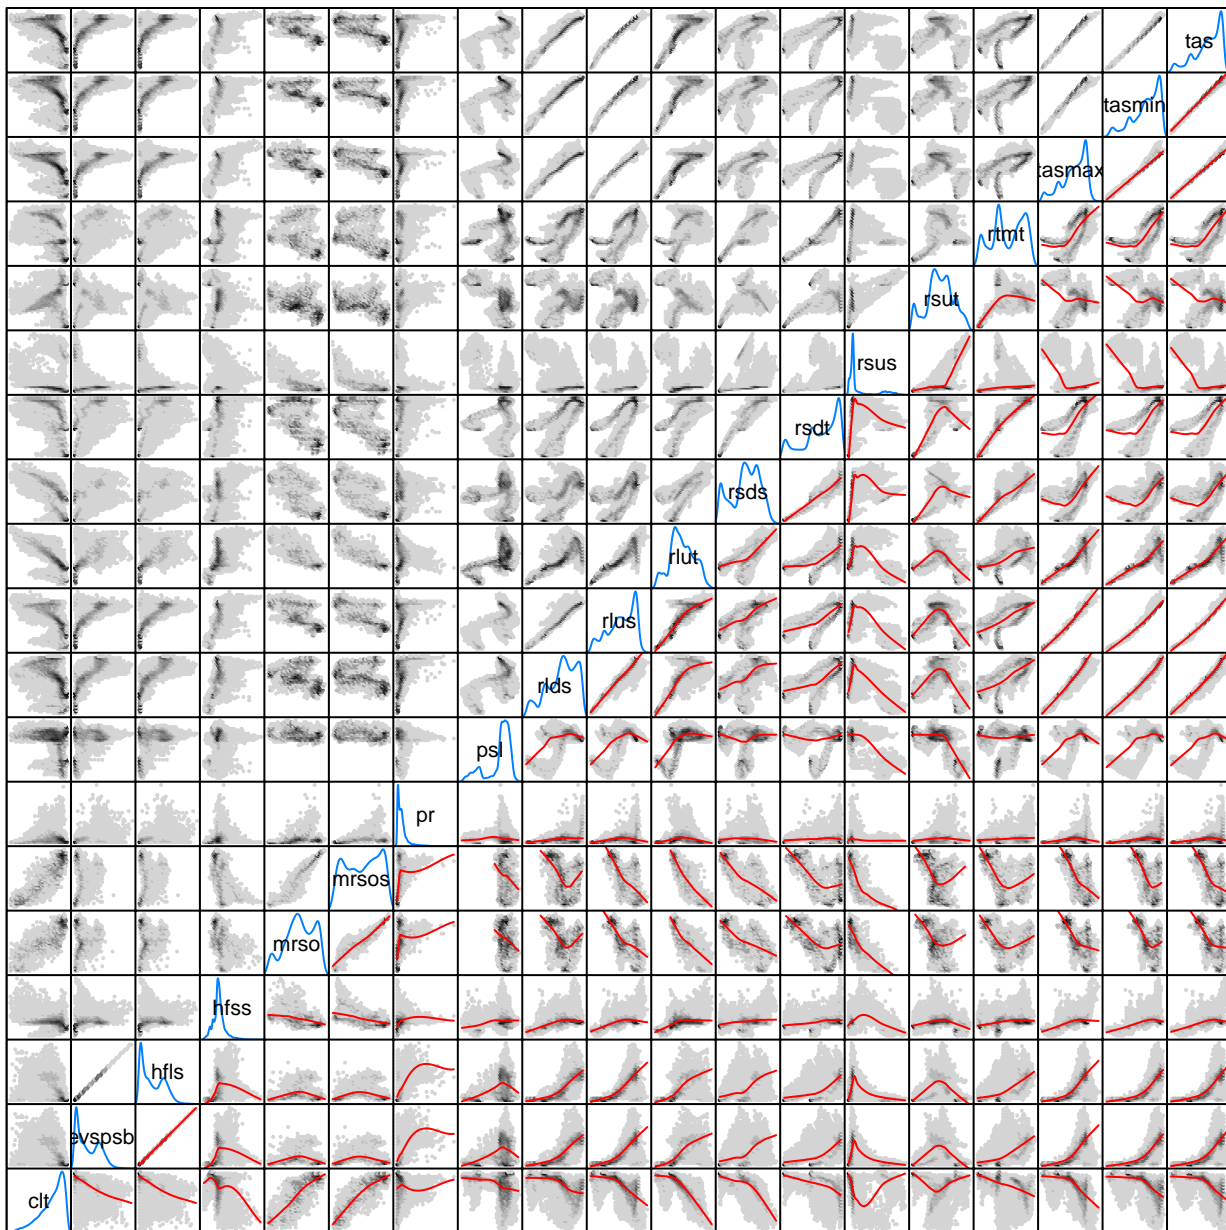 tas
tasmin
tasmax
rtmt
rsut
rsus
rsdt
rsds
rlut
rlus
rlds
psl
pr
mrsos
mrso
hfss
hfls
evspsb
clt